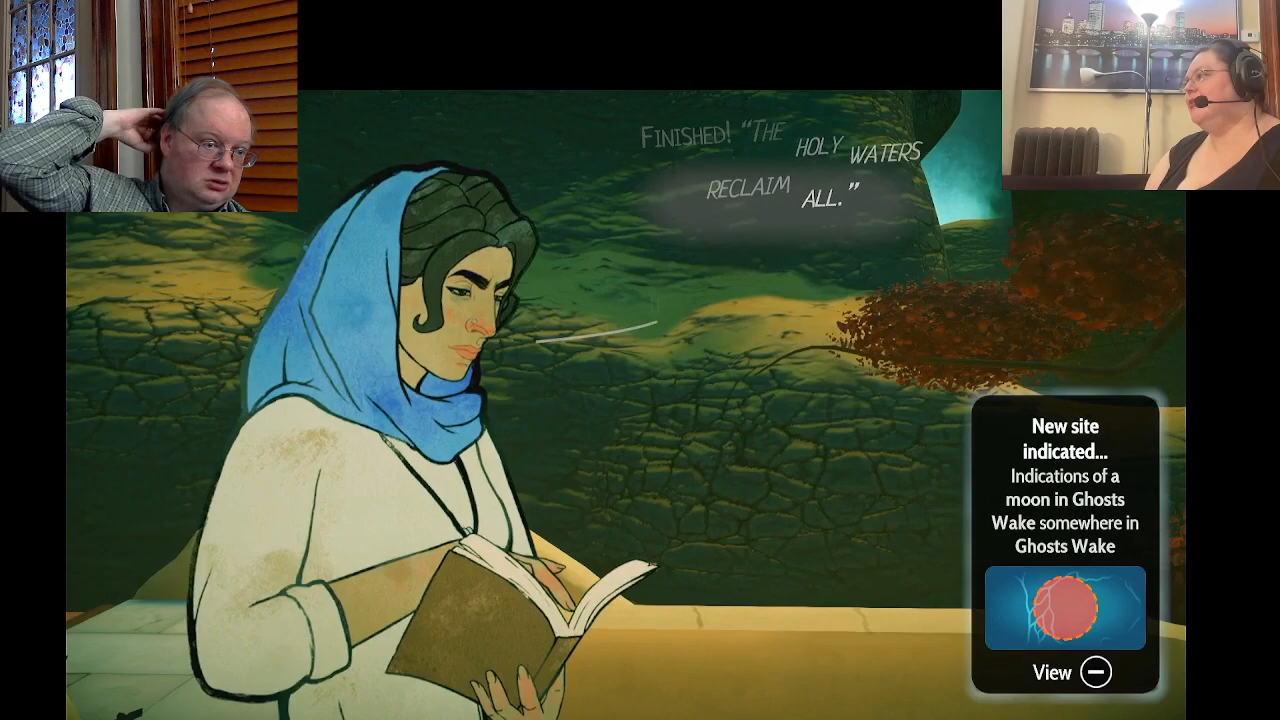 FINISHED! “THE HOLY WATERS
RECLAIM ALL.”
New site
indicated...
Indications of a
moon in Ghosts
Wake somewhere in
Ghosts Wake
View